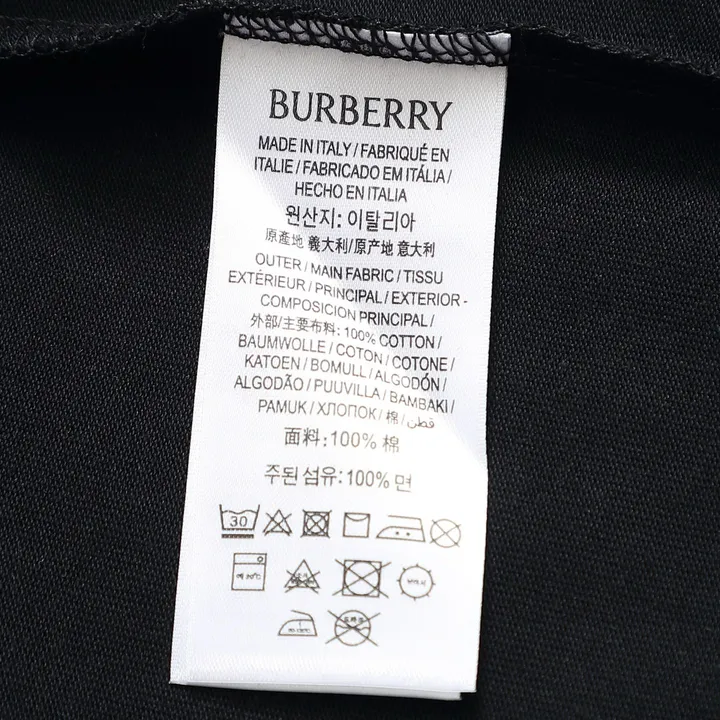 BURBERRY
MADE IN ITALY / FABRIQUÉ EN
ITALIE / FABRICADO EM ITÁLIA /
HECHO EN ITALIA
원산지: 이탈리아
原產地 義大利/原产地 意大利
OUTER / MAIN FABRIC / TISSU
EXTÉRIEUR / PRINCIPAL / EXTERIOR -
COMPOSICION PRINCIPAL /
外部/主要布料: 100% COTTON /
BAUMWOLLE / COTON / COTONE /
KATOEN / BOMULL / ALGODÓN /
ALGODÃO / PUUVILLA / BAMBAKI /
PAMUK / ХЛОПОК / 棉 / قطن
面料:100% 棉
주된 섬유:100% 면
30